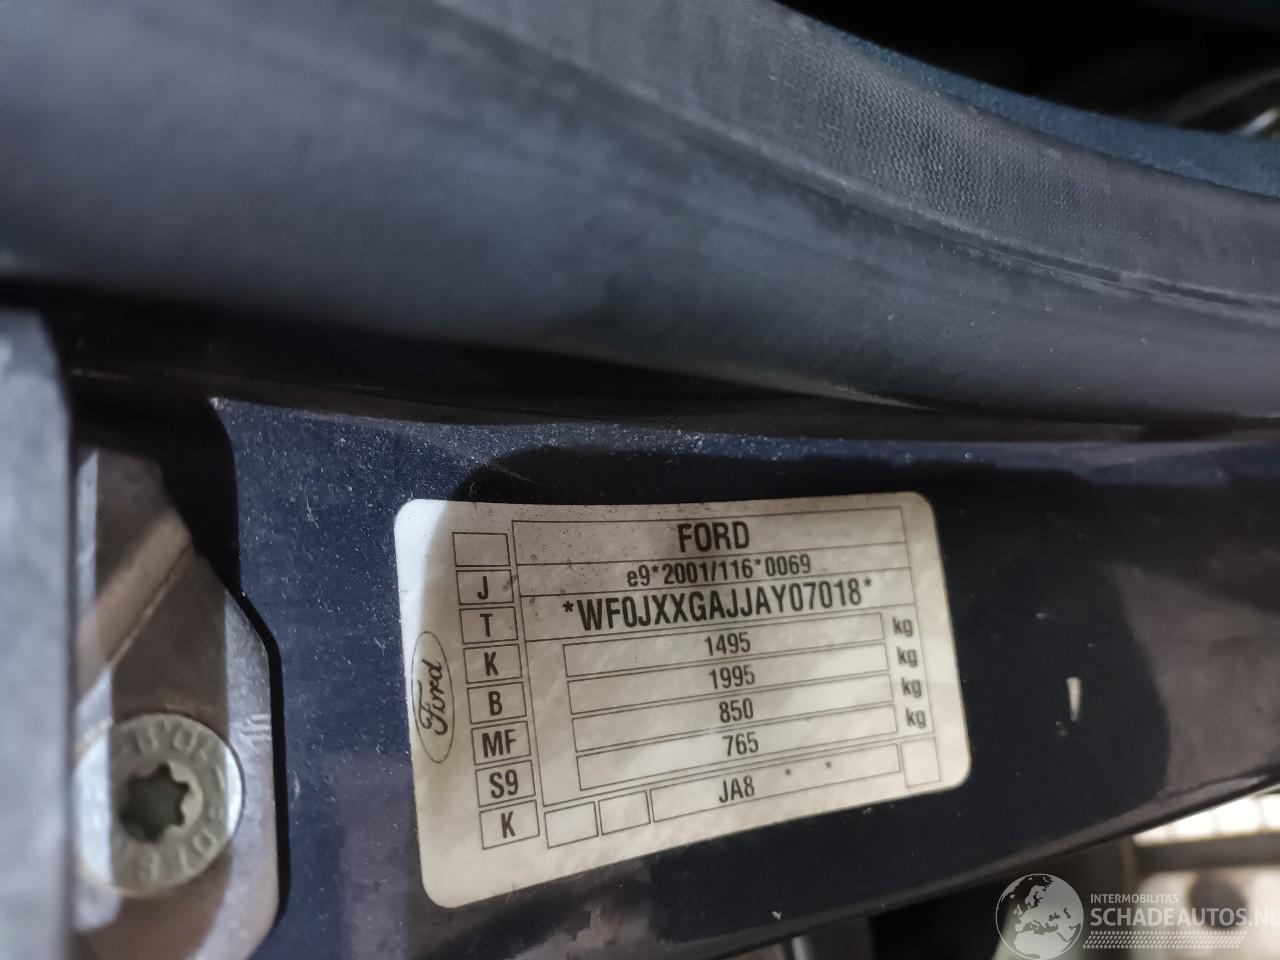 FORD
e9*2001/116*0069
J
*WF0JXXGAJJAY07018*
T
1495 kg
K
1995 kg
B
850 kg
MF
765 kg
S9
JA8 * *
K
Ford
INTERMOBILITAS
SCHADEAUTOS.NL